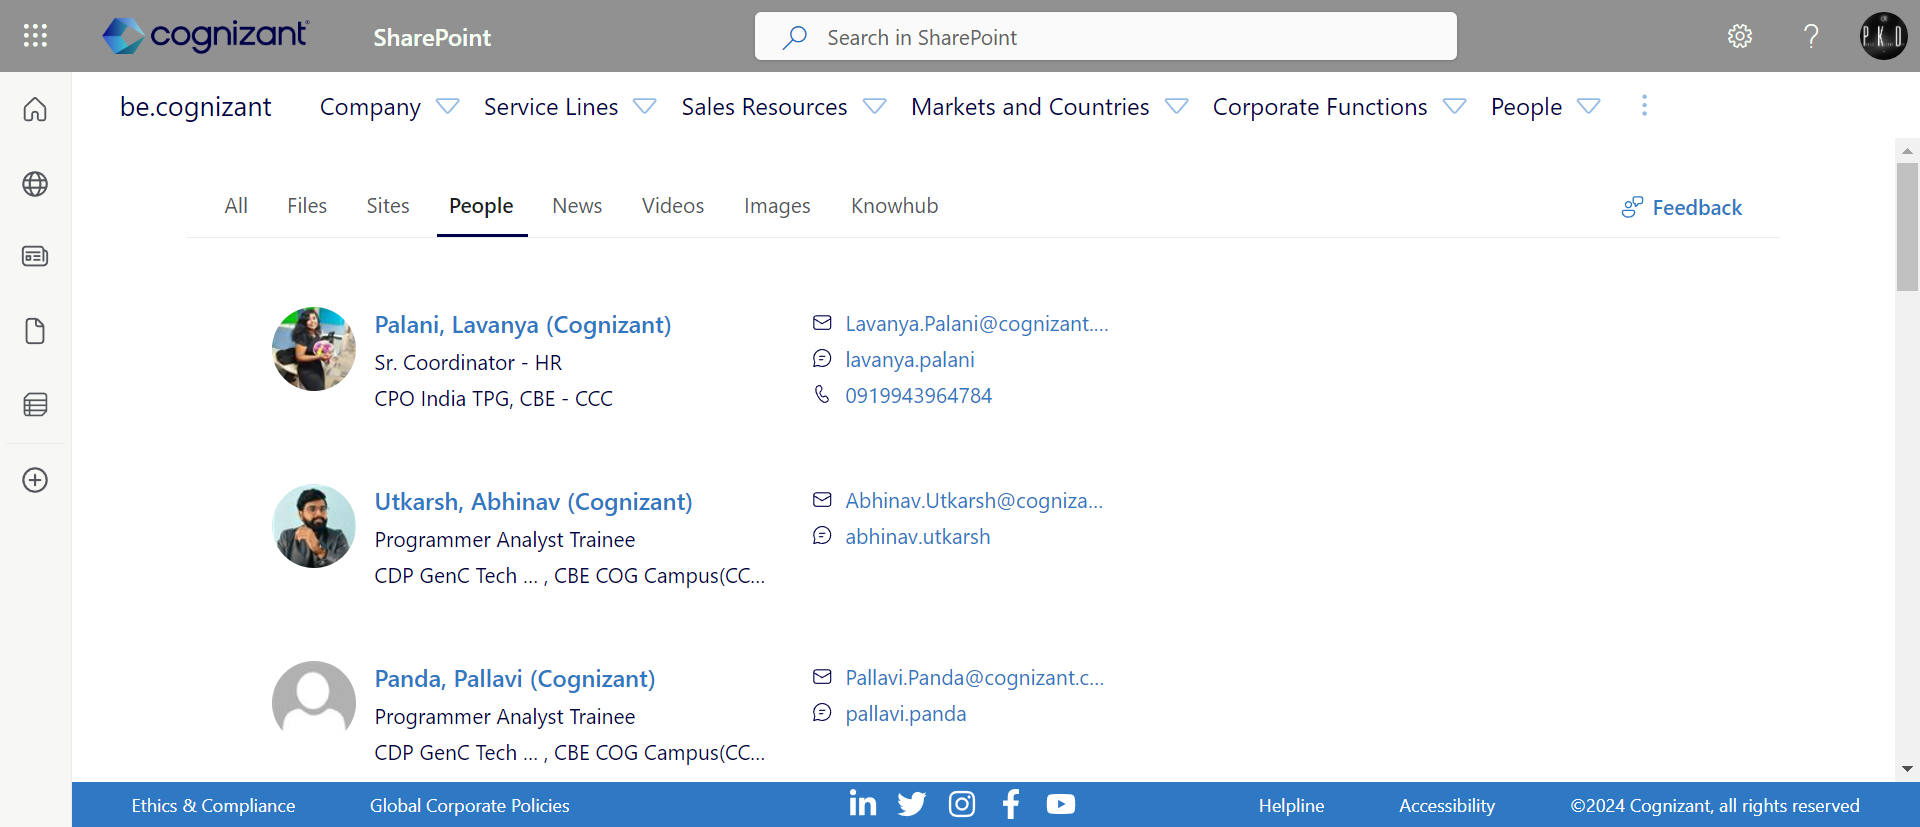 cognizant
SharePoint
Search in SharePoint
?
PKD
be.cognizant
Company
Service Lines
Sales Resources
Markets and Countries
Corporate Functions
People
All
Files
Sites
People
News
Videos
Images
Knowhub
Feedback
Palani, Lavanya (Cognizant)
Sr. Coordinator - HR
CPO India TPG, CBE - CCC
Lavanya.Palani@cognizant....
lavanya.palani
0919943964784
Utkarsh, Abhinav (Cognizant)
Programmer Analyst Trainee
CDP GenC Tech ... , CBE COG Campus(CC...
Abhinav.Utkarsh@cogniza...
abhinav.utkarsh
Panda, Pallavi (Cognizant)
Programmer Analyst Trainee
CDP GenC Tech ... , CBE COG Campus(CC...
Pallavi.Panda@cognizant.c...
pallavi.panda
Ethics & Compliance
Global Corporate Policies
Helpline
Accessibility
©2024 Cognizant, all rights reserved